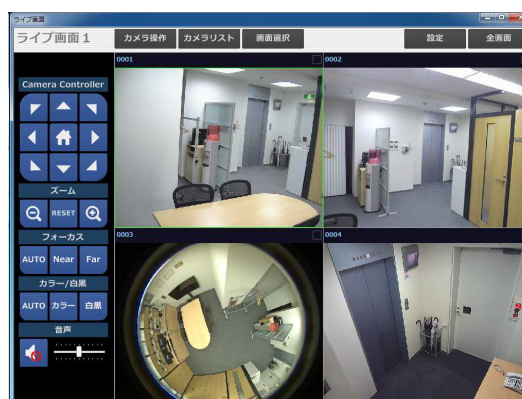 ライブ画面
ライブ画面 1
カメラ操作
カメラリスト
画面選択
設定
全画面
0001
0002
Camera Controller
ズーム
RESET
フォーカス
AUTO
Near
Far
カラー/白黒
AUTO
カラー
白黒
音声
0003
0004